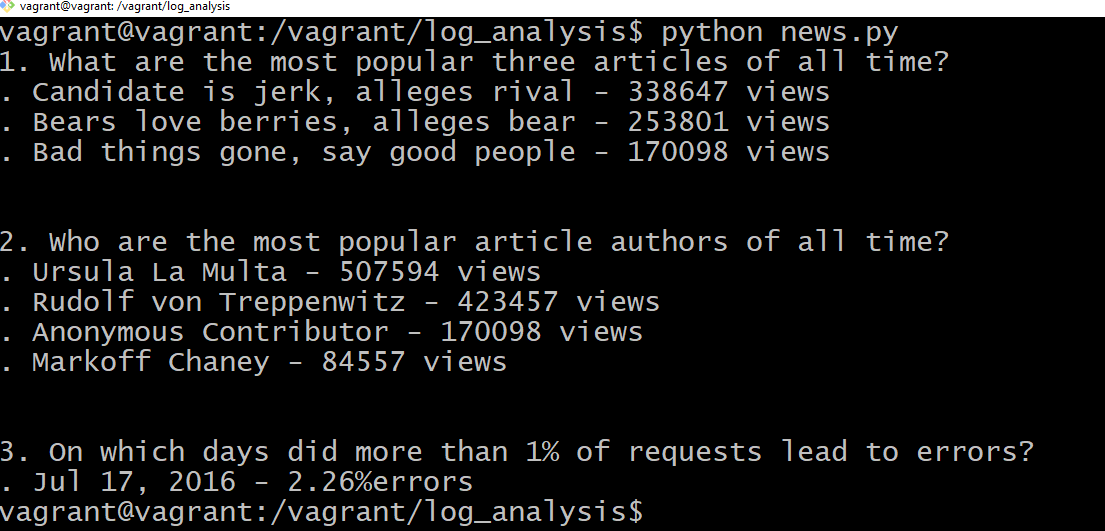 vagrant@vagrant: /vagrant/log_analysis
vagrant@vagrant:/vagrant/log_analysis$ python news.py
1. What are the most popular three articles of all time?
. Candidate is jerk, alleges rival - 338647 views
. Bears love berries, alleges bear - 253801 views
. Bad things gone, say good people - 170098 views
2. Who are the most popular article authors of all time?
. Ursula La Multa - 507594 views
. Rudolf von Treppenwitz - 423457 views
. Anonymous Contributor - 170098 views
. Markoff Chaney - 84557 views
3. On which days did more than 1% of requests lead to errors?
. Jul 17, 2016 - 2.26%errors
vagrant@vagrant:/vagrant/log_analysis$